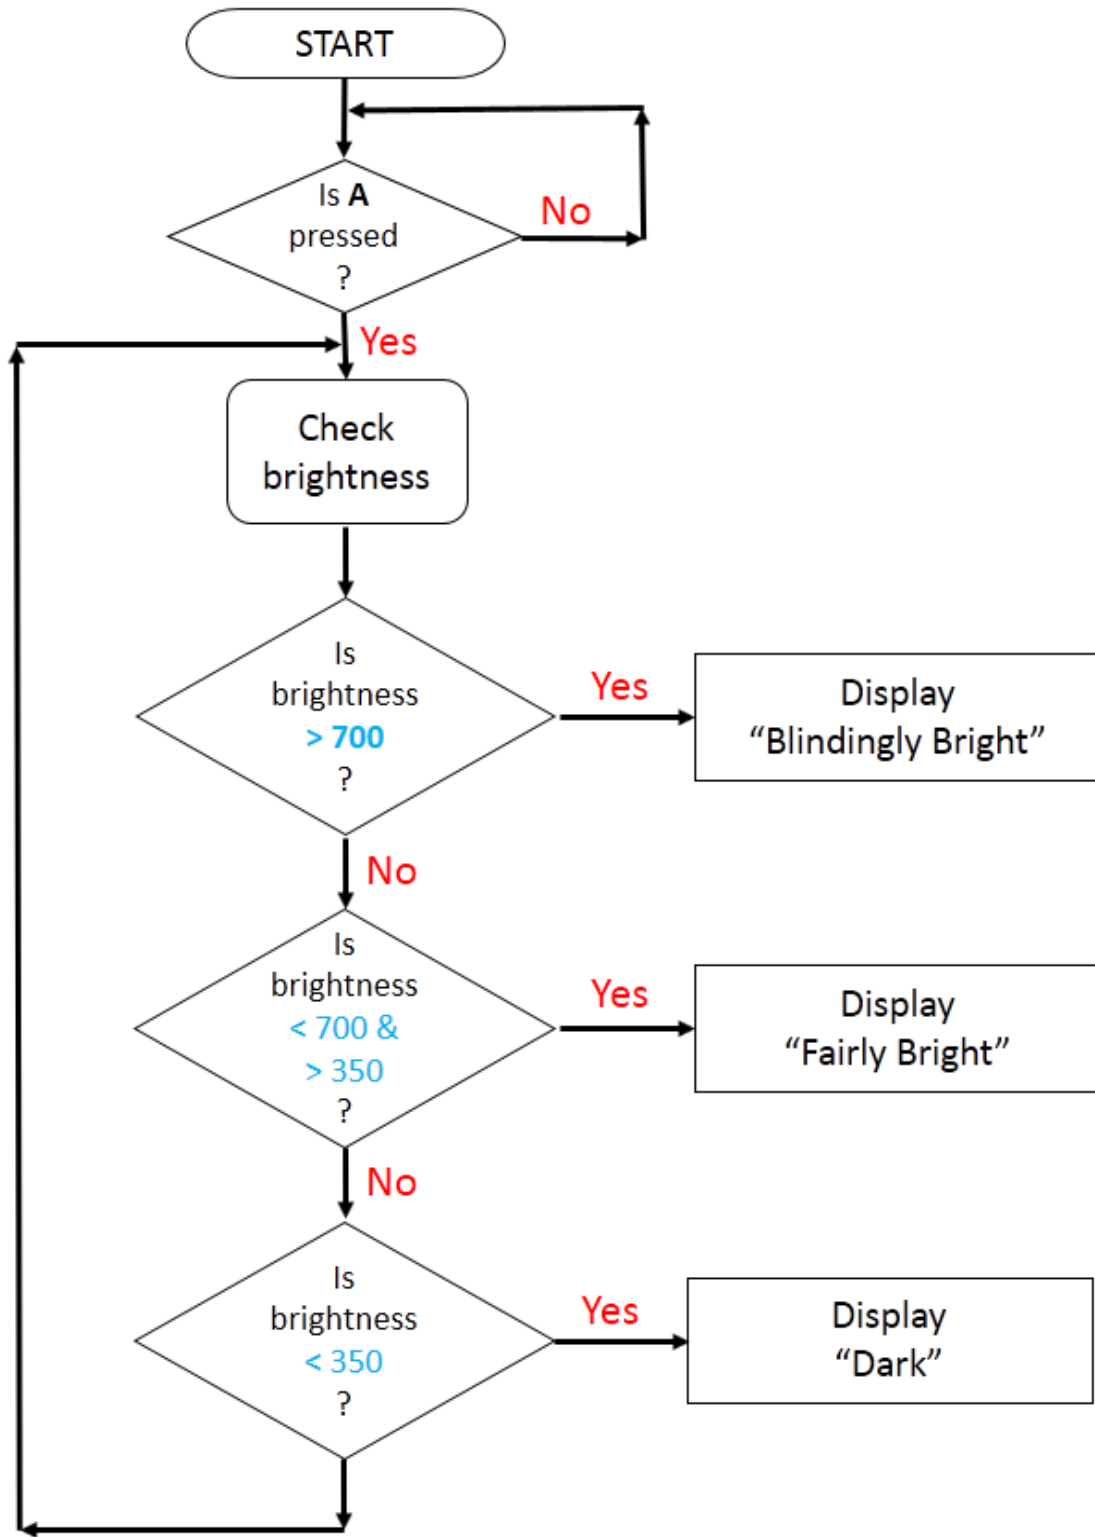 START
Is A
pressed
?
No
Yes
Check
brightness
Is
brightness
> 700
?
Yes
Display
“Blindingly Bright”
No
Is
brightness
< 700 &
> 350
?
Yes
Display
“Fairly Bright”
No
Is
brightness
< 350
?
Yes
Display
“Dark”